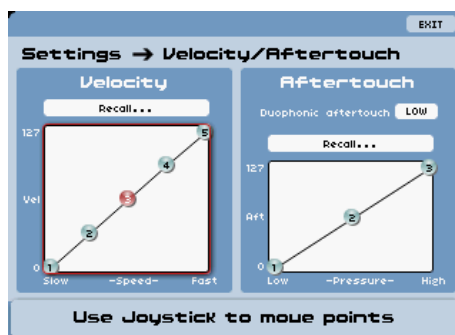 EXIT
Settings → Velocity/Aftertouch
Velocity
Recall...
127
5
4
Vel
3
2
0
1
Slow -Speed- Fast
Aftertouch
Duophonic aftertouch LOW
Recall...
127
3
Aft
2
0
1
Low -Pressure- High
Use Joystick to move points